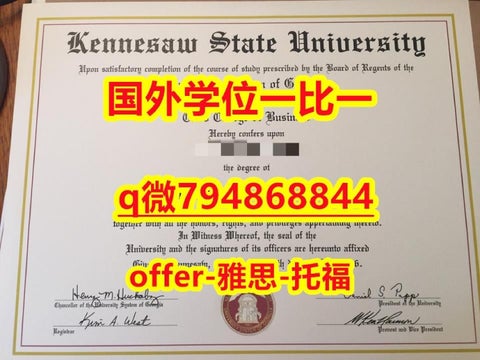 Kennesaw State University
Upon satisfactory completion of the course of study prescribed by the Board of Regents of the
国外学位一比一
of Business
Hereby confers upon
the degree of
q微794868844
together with all the honors, rights, and privileges appertaining thereto.
In Witness Whereof, the seal of the
University and the signatures of its officers are hereunto affixed
offer-雅思-托福
Chancellor of the University System of Georgia
President of the University
Kim A. West
Registrar